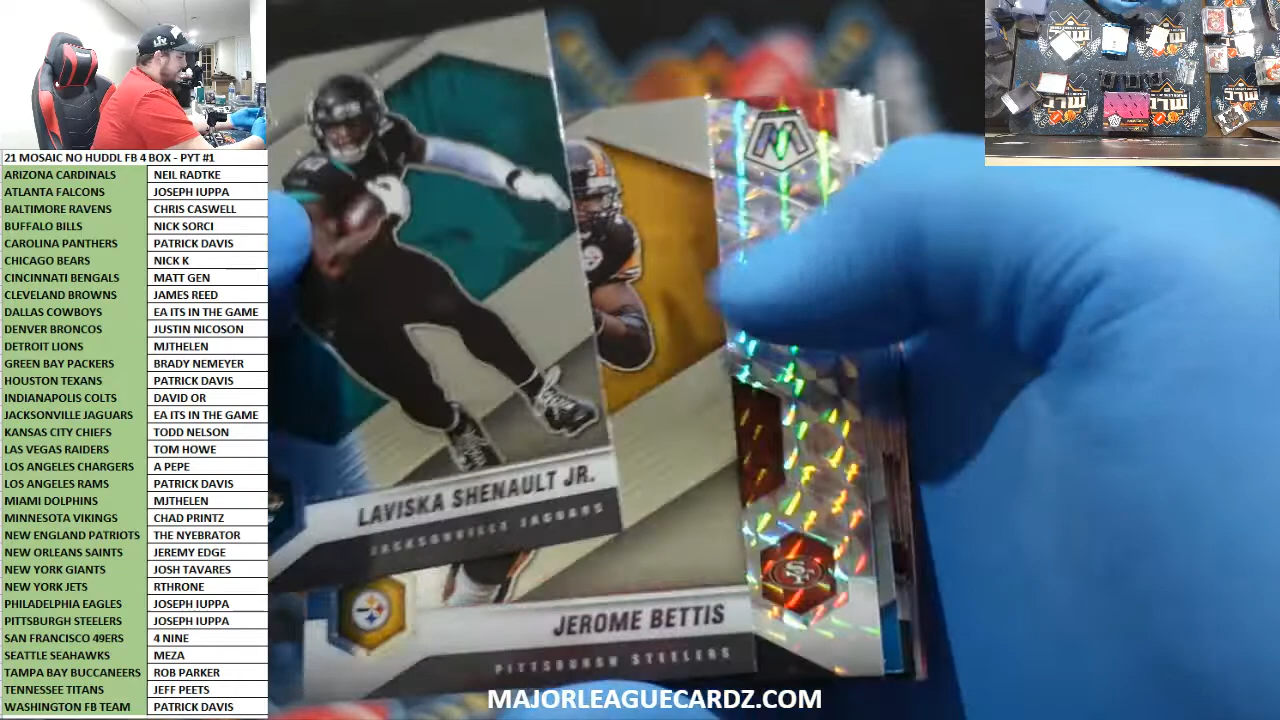 21 MOSAIC NO HUDDL FB 4 BOX - PYT #1
ARIZONA CARDINALS NEIL RADTKE
ATLANTA FALCONS JOSEPH IUPPA
BALTIMORE RAVENS CHRIS CASWELL
BUFFALO BILLS NICK SORCI
CAROLINA PANTHERS PATRICK DAVIS
CHICAGO BEARS NICK K
CINCINNATI BENGALS MATT GEN
CLEVELAND BROWNS JAMES REED
DALLAS COWBOYS EA ITS IN THE GAME
DENVER BRONCOS JUSTIN NICOSON
DETROIT LIONS MJTHELEN
GREEN BAY PACKERS BRADY NEMEYER
HOUSTON TEXANS PATRICK DAVIS
INDIANAPOLIS COLTS DAVID OR
JACKSONVILLE JAGUARS EA ITS IN THE GAME
KANSAS CITY CHIEFS TODD NELSON
LAS VEGAS RAIDERS TOM HOWE
LOS ANGELES CHARGERS A PEPE
LOS ANGELES RAMS PATRICK DAVIS
MIAMI DOLPHINS MJTHELEN
MINNESOTA VIKINGS CHAD PRINTZ
NEW ENGLAND PATRIOTS THE NYEBRATOR
NEW ORLEANS SAINTS JEREMY EDGE
NEW YORK GIANTS JOSH TAVARES
NEW YORK JETS RTHRONE
PHILADELPHIA EAGLES JOSEPH IUPPA
PITTSBURGH STEELERS JOSEPH IUPPA
SAN FRANCISCO 49ERS 4 NINE
SEATTLE SEAHAWKS MEZA
TAMPA BAY BUCCANEERS ROB PARKER
TENNESSEE TITANS JEFF PEETS
WASHINGTON FB TEAM PATRICK DAVIS
LAVISKA SHENAULT JR.
JACKSONVILLE JAGUARS
JEROME BETTIS
PITTSBURGH STEELERS
SF
MAJORLEAGUECARDZ.COM